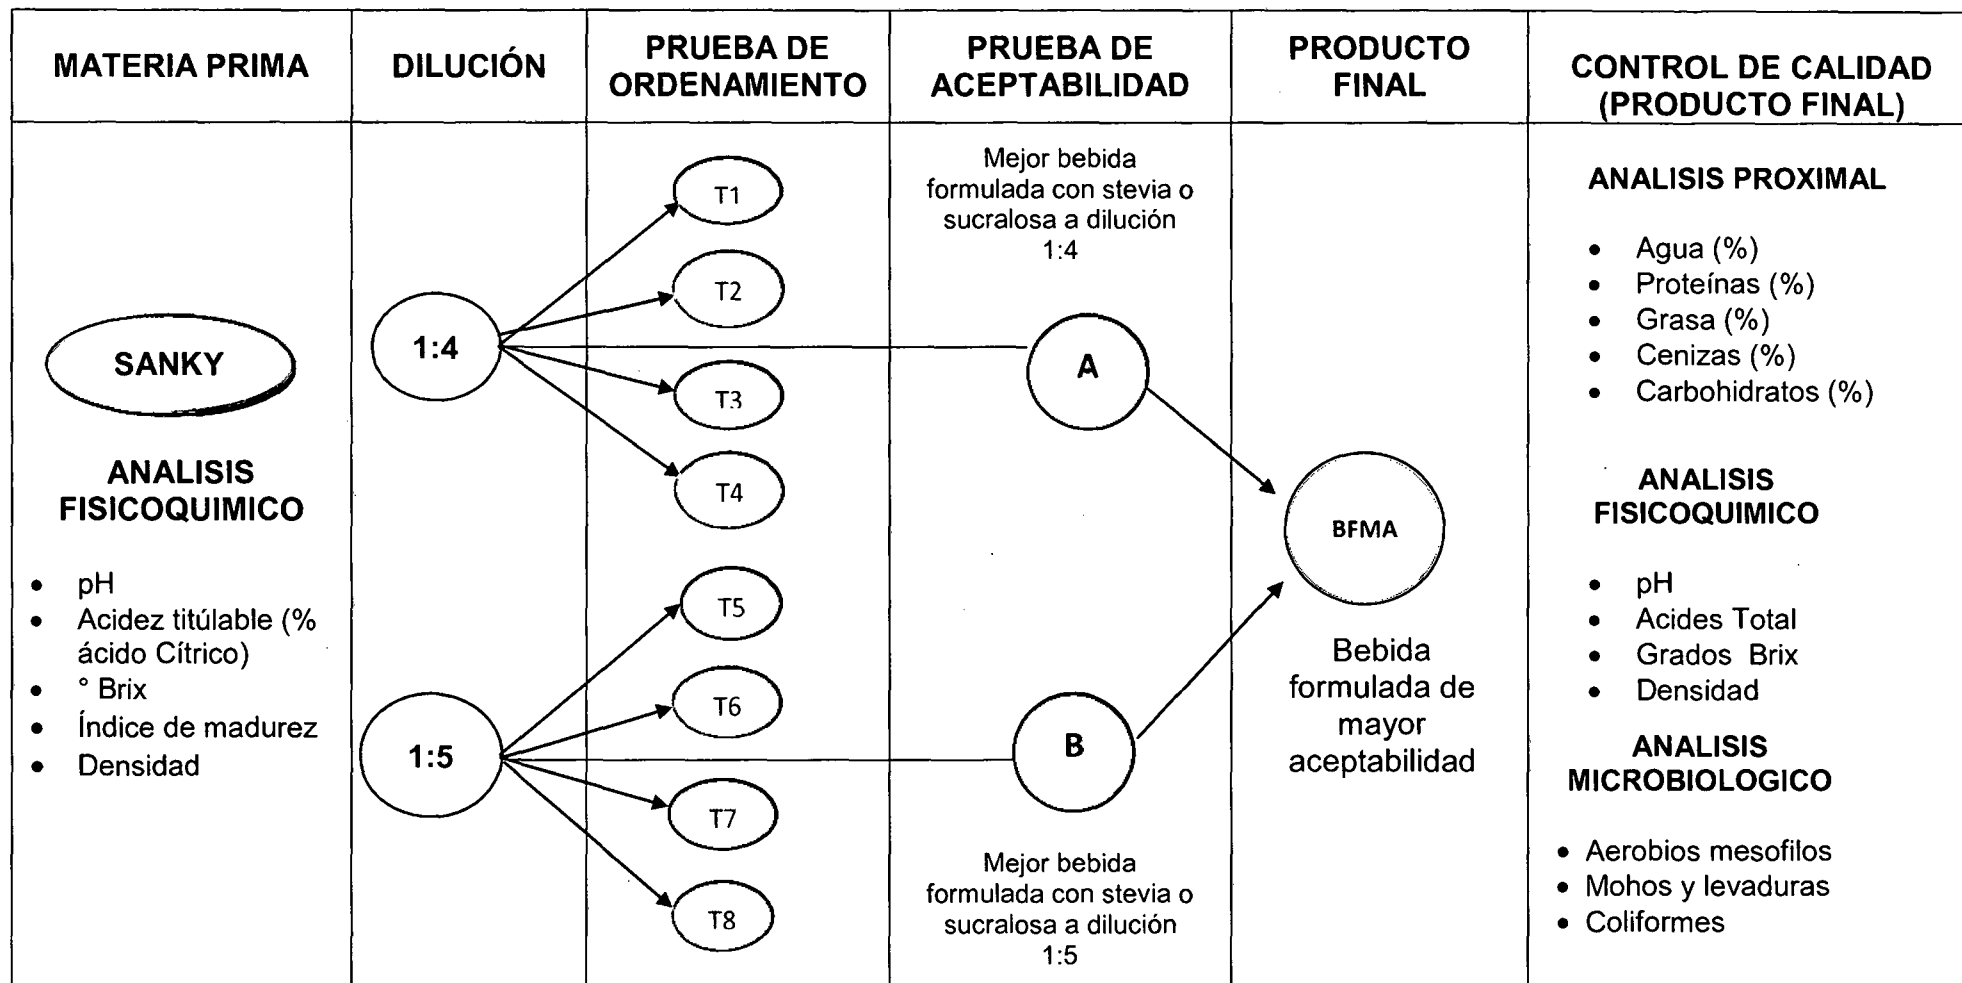 MATERIA PRIMA
DILUCIÓN
PRUEBA DE
ORDENAMIENTO
PRUEBA DE
ACEPTABILIDAD
PRODUCTO
FINAL
CONTROL DE CALIDAD
(PRODUCTO FINAL)
SANKY
ANALISIS
FISICOQUIMICO
• pH
• Acidez titúlable (%
ácido Cítrico)
• ° Brix
• Índice de madurez
• Densidad
1:4
1:5
T1
T2
T3
T4
T5
T6
T7
T8
Mejor bebida
formulada con stevia o
sucralosa a dilución
1:4
A
B
Mejor bebida
formulada con stevia o
sucralosa a dilución
1:5
BFMA
Bebida
formulada de
mayor
aceptabilidad
ANALISIS PROXIMAL
• Agua (%)
• Proteínas (%)
• Grasa (%)
• Cenizas (%)
• Carbohidratos (%)
ANALISIS
FISICOQUIMICO
• pH
• Acides Total
• Grados Brix
• Densidad
ANALISIS
MICROBIOLOGICO
• Aerobios mesofilos
• Mohos y levaduras
• Coliformes